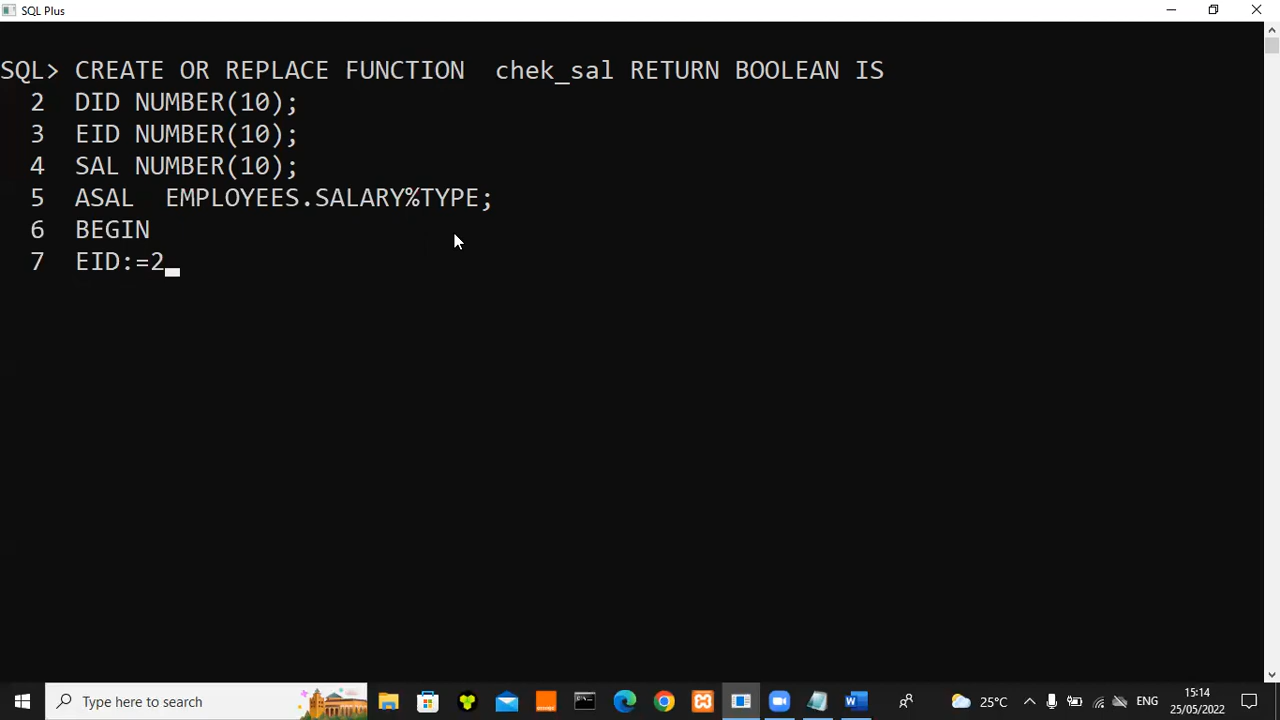 SQL Plus
SQL> CREATE OR REPLACE FUNCTION  chek_sal RETURN BOOLEAN IS
2  DID NUMBER(10);
3  EID NUMBER(10);
4  SAL NUMBER(10);
5  ASAL  EMPLOYEES.SALARY%TYPE;
6  BEGIN
7  EID:=2
Type here to search
25°C
ENG
15:14
25/05/2022